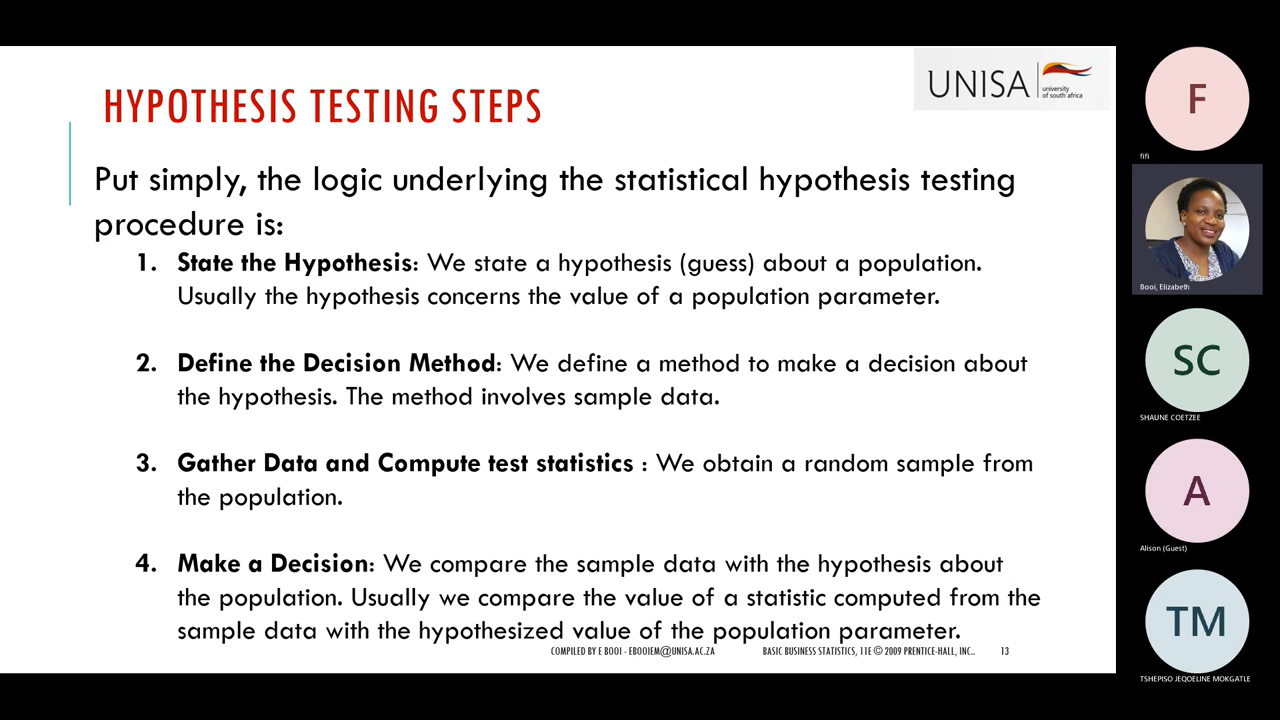 HYPOTHESIS TESTING STEPS
UNISA
university
of south africa
Put simply, the logic underlying the statistical hypothesis testing
procedure is:
1. State the Hypothesis: We state a hypothesis (guess) about a population.
Usually the hypothesis concerns the value of a population parameter.
2. Define the Decision Method: We define a method to make a decision about
the hypothesis. The method involves sample data.
3. Gather Data and Compute test statistics : We obtain a random sample from
the population.
4. Make a Decision: We compare the sample data with the hypothesis about
the population. Usually we compare the value of a statistic computed from the
sample data with the hypothesized value of the population parameter.
COMPILED BY E BOOI - EBOOIEM@UNISA.AC.ZA BASIC BUSINESS STATISTICS, 11E © 2009 PRENTICE-HALL, INC.. 13
F
fifi
Booi, Elizabeth
SC
SHAUNE COETZEE
A
Alison (Guest)
TM
TSHEPISO JEQOELINE MOKGATLE